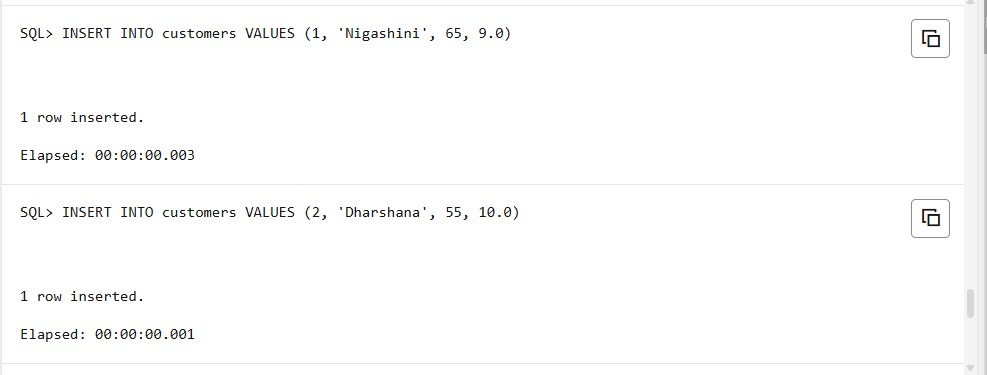 SQL> INSERT INTO customers VALUES (1, 'Nigashini', 65, 9.0)
1 row inserted.
Elapsed: 00:00:00.003
SQL> INSERT INTO customers VALUES (2, 'Dharshana', 55, 10.0)
1 row inserted.
Elapsed: 00:00:00.001